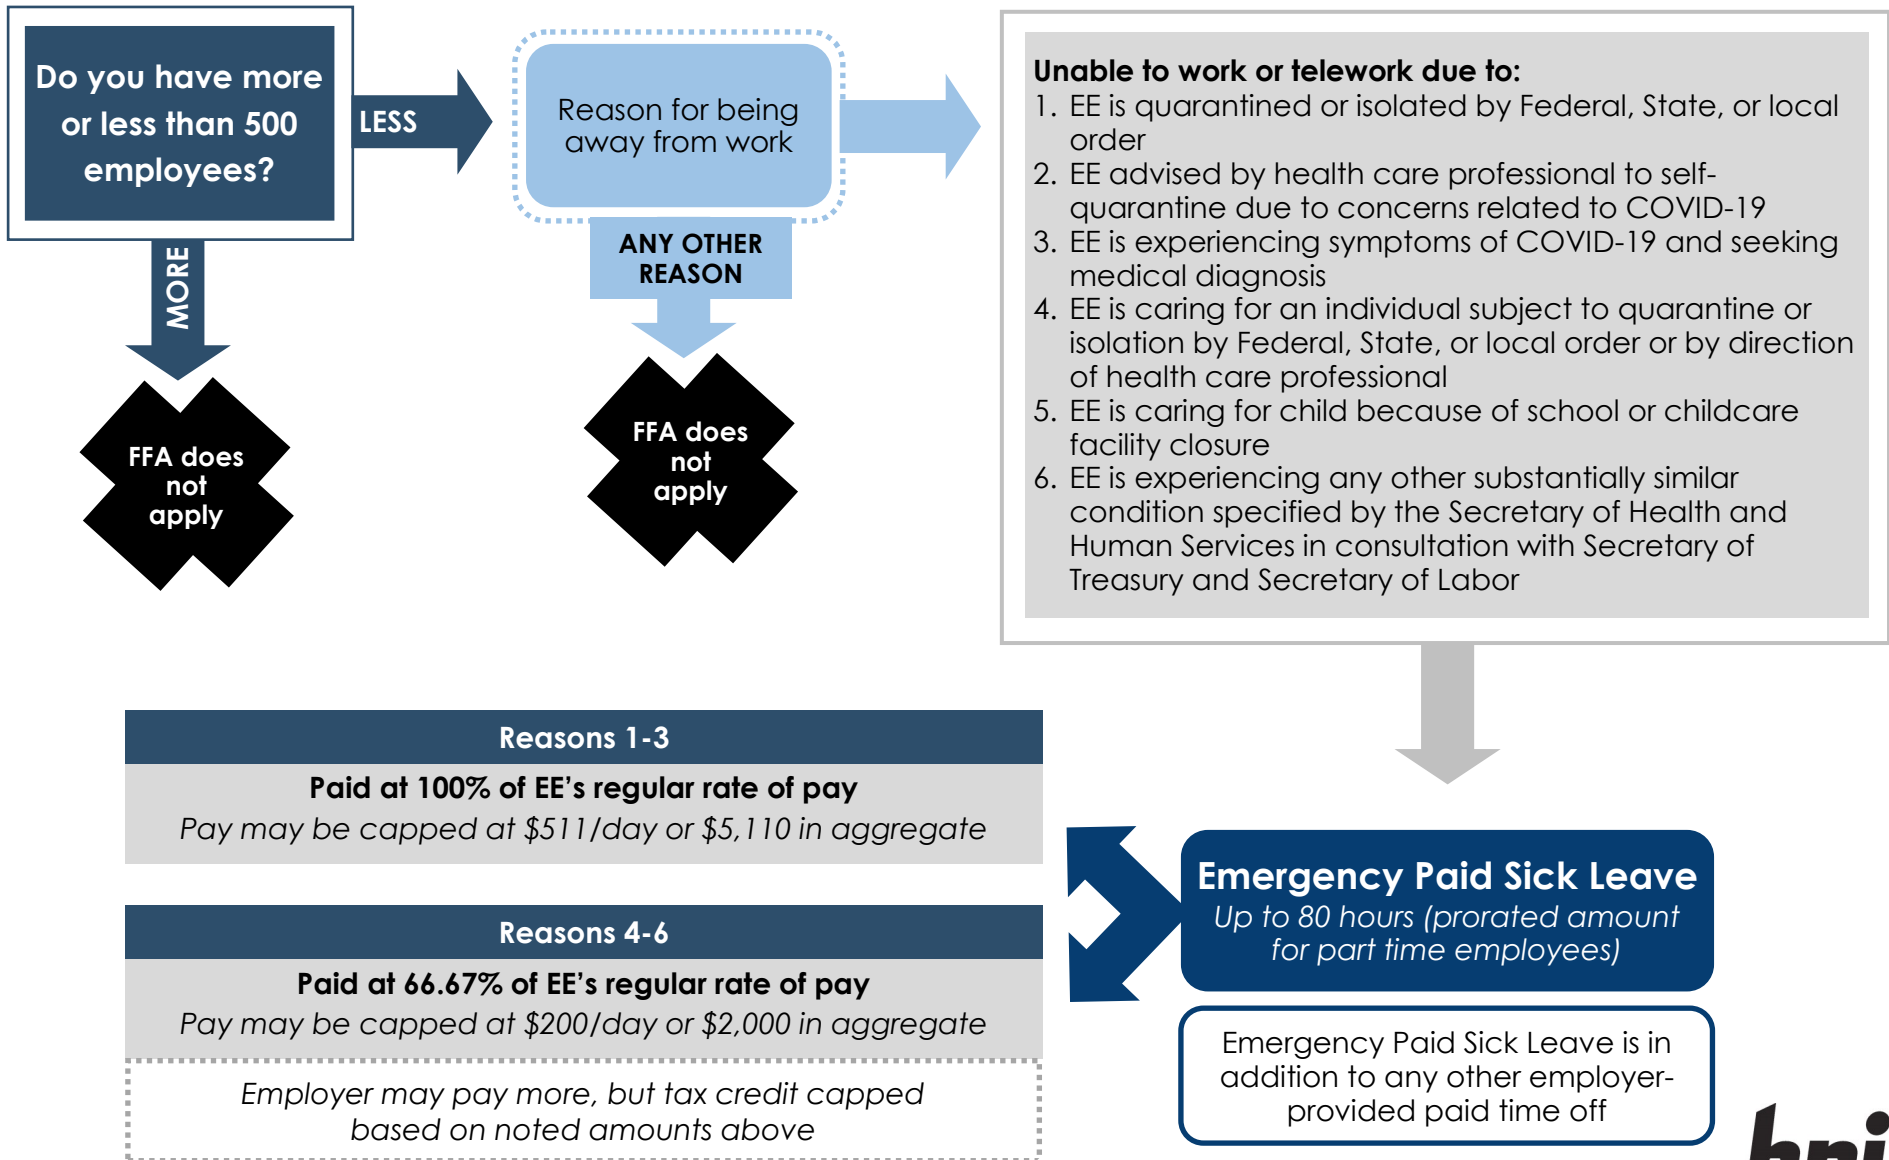 Do you have more
or less than 500
employees?
LESS
MORE
FFA does
not
apply
Reason for being
away from work
ANY OTHER
REASON
FFA does
not
apply
Unable to work or telework due to:
1. EE is quarantined or isolated by Federal, State, or local
order
2. EE advised by health care professional to self-
quarantine due to concerns related to COVID-19
3. EE is experiencing symptoms of COVID-19 and seeking
medical diagnosis
4. EE is caring for an individual subject to quarantine or
isolation by Federal, State, or local order or by direction
of health care professional
5. EE is caring for child because of school or childcare
facility closure
6. EE is experiencing any other substantially similar
condition specified by the Secretary of Health and
Human Services in consultation with Secretary of
Treasury and Secretary of Labor
Emergency Paid Sick Leave
Up to 80 hours (prorated amount
for part time employees)
Emergency Paid Sick Leave is in
addition to any other employer-
provided paid time off
Reasons 1-3
Paid at 100% of EE’s regular rate of pay
Pay may be capped at $511/day or $5,110 in aggregate
Reasons 4-6
Paid at 66.67% of EE’s regular rate of pay
Pay may be capped at $200/day or $2,000 in aggregate
Employer may pay more, but tax credit capped
based on noted amounts above